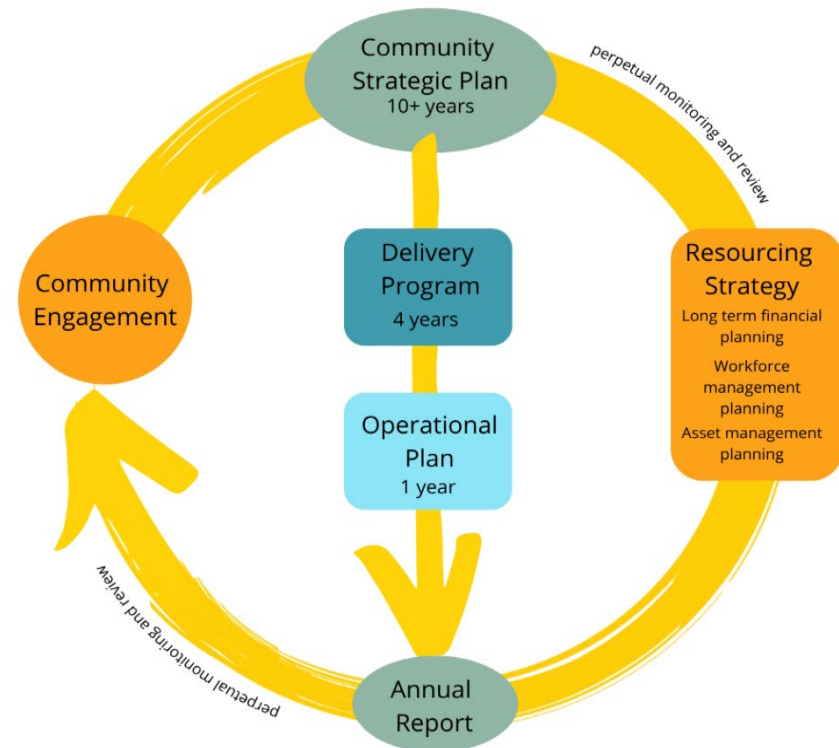 Community
Strategic Plan
10+ years
perpetual monitoring and review
Delivery
Program
4 years
Resourcing
Strategy
Long term financial
planning
Workforce
management
planning
Asset management
planning
Community
Engagement
Operational
Plan
1 year
perpetual monitoring and review
Annual
Report